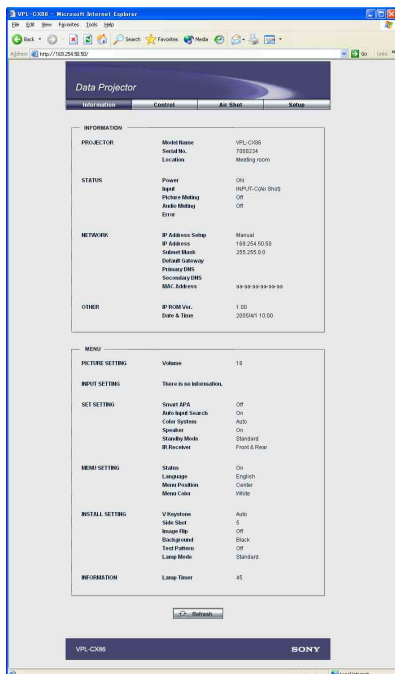 VPL-CX86 - Microsoft Internet Explorer
File Edit View Favorites Tools Help
Back Search Favorites Media
Address http://169.254.50.50/ Go Links
Data Projector
Information Control Air Shot Setup
INFORMATION
PROJECTOR Model Name VPL-CX86
Serial No. 7000234
Location Meeting room
STATUS Power ON
Input INPUT-C(Air Shot)
Picture Muting Off
Audio Muting Off
Error
NETWORK IP Address Setup Manual
IP Address 169.254.50.50
Subnet Mask 255.255.0.0
Default Gateway
Primary DNS
Secondary DNS
MAC Address
OTHER IP ROM Ver. 1.00
Date & Time 2005/4/1 10:00
MENU
PICTURE SETTING Volume 18
INPUT SETTING There is no information.
SET SETTING Smart APA Off
Auto Input Search On
Color System Auto
Speaker On
Standby Mode Standard
IR Receiver Front & Rear
MENU SETTING Status On
Language English
Menu Position Center
Menu Color White
INSTALL SETTING V Keystone Auto
Side Shot 5
Image Flip Off
Background Black
Test Pattern Off
Lamp Mode Standard
INFORMATION Lamp Timer 45
Refresh
VPL-CX86 SONY